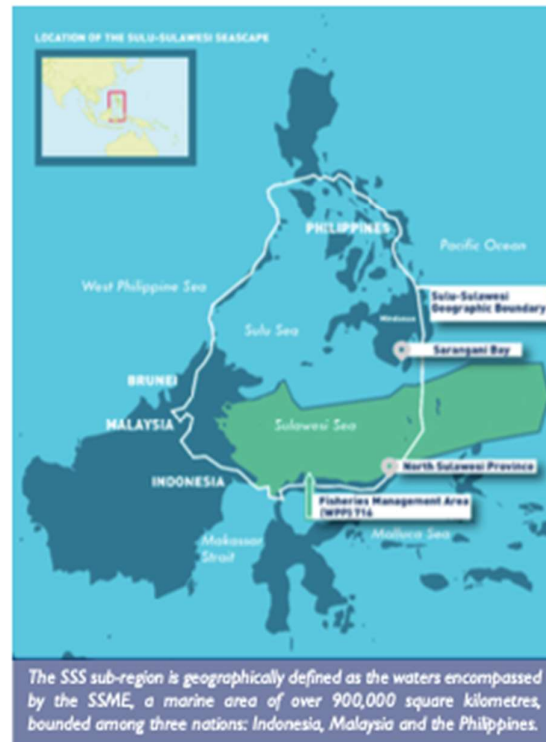 LOCATION OF THE SULU-SULAWESI SEASCAPE
PHILIPPINES
Pacific Ocean
West Philippine Sea
Sulu-Sulawesi
Geographic Boundary
Mindanao
Sulu Sea
Sarangani Bay
BRUNEI
MALAYSIA
Sulawesi Sea
North Sulawesi Province
INDONESIA
Fisheries Management Area
(WPP) 716
Makassar
Strait
Molluca Sea
The SSS sub-region is geographically defined as the waters encompassed
by the SSME, a marine area of over 900,000 square kilometres,
bounded among three nations: Indonesia, Malaysia and the Philippines.